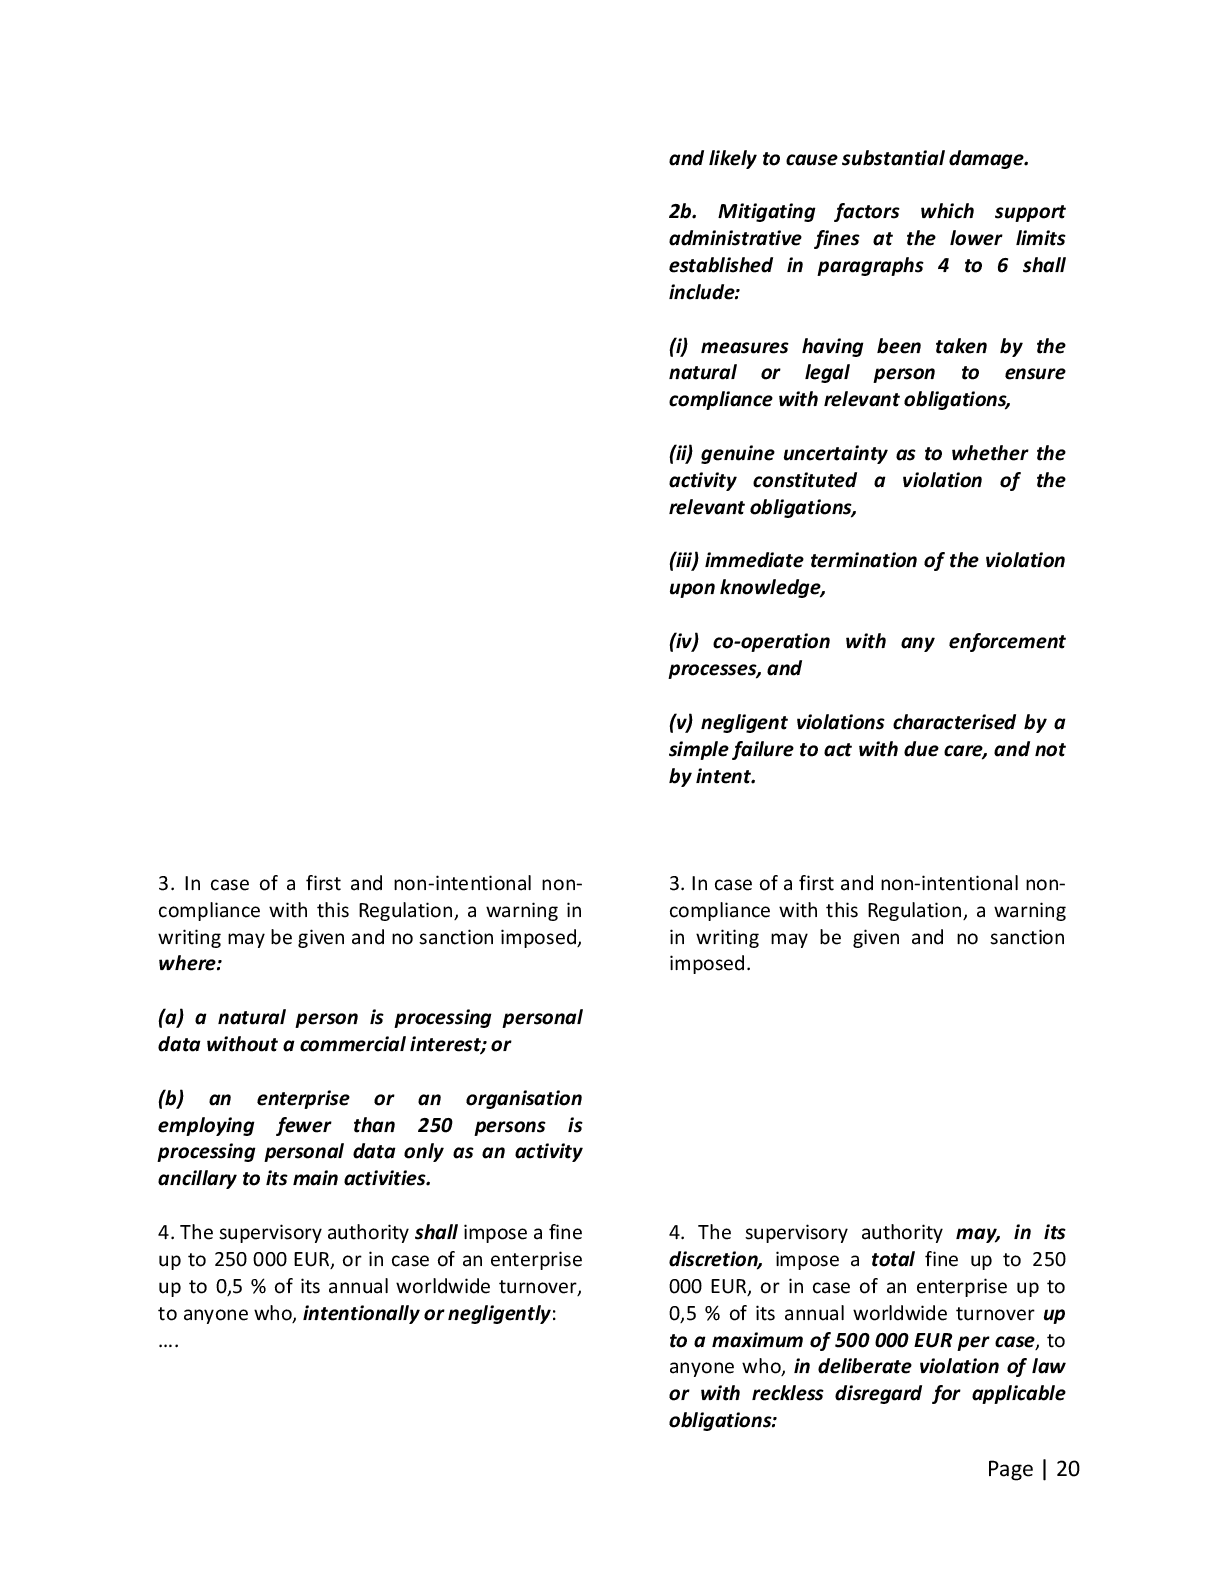 and likely to cause substantial damage.
2b. Mitigating factors which support
administrative fines at the lower limits
established in paragraphs 4 to 6 shall
include:
(i) measures having been taken by the
natural or legal person to ensure
compliance with relevant obligations,
(ii) genuine uncertainty as to whether the
activity constituted a violation of the
relevant obligations,
(iii) immediate termination of the violation
upon knowledge,
(iv) co-operation with any enforcement
processes, and
(v) negligent violations characterised by a
simple failure to act with due care, and not
by intent.
3. In case of a first and non-intentional non-
compliance with this Regulation, a warning in
writing may be given and no sanction imposed,
where:
(a) a natural person is processing personal
data without a commercial interest; or
(b) an enterprise or an organisation
employing fewer than 250 persons is
processing personal data only as an activity
ancillary to its main activities.
3. In case of a first and non-intentional non-
compliance with this Regulation, a warning
in writing may be given and no sanction
imposed.
4. The supervisory authority shall impose a fine
up to 250 000 EUR, or in case of an enterprise
up to 0,5 % of its annual worldwide turnover,
to anyone who, intentionally or negligently:
....
4. The supervisory authority may, in its
discretion, impose a total fine up to 250
000 EUR, or in case of an enterprise up to
0,5 % of its annual worldwide turnover up
to a maximum of 500 000 EUR per case, to
anyone who, in deliberate violation of law
or with reckless disregard for applicable
obligations:
Page | 20